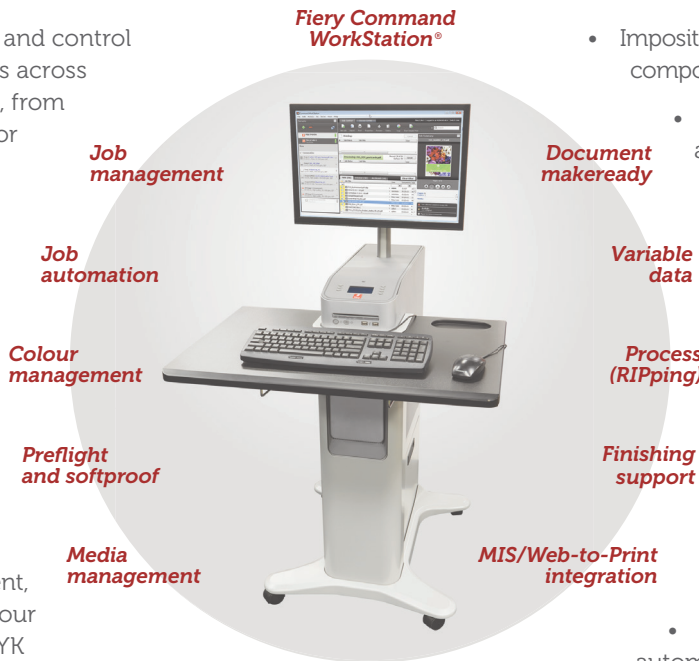 Fiery Command
WorkStation®
and control
s across
, from
or
• Imposit
compo
•
a
Job
management
Document
makeready
Job
automation
Variable
data
Colour
management
Process
(RIPping)
Preflight
and softproof
Finishing
support
Media
management
MIS/Web-to-Print
integration
ent,
our
YK
•
autom